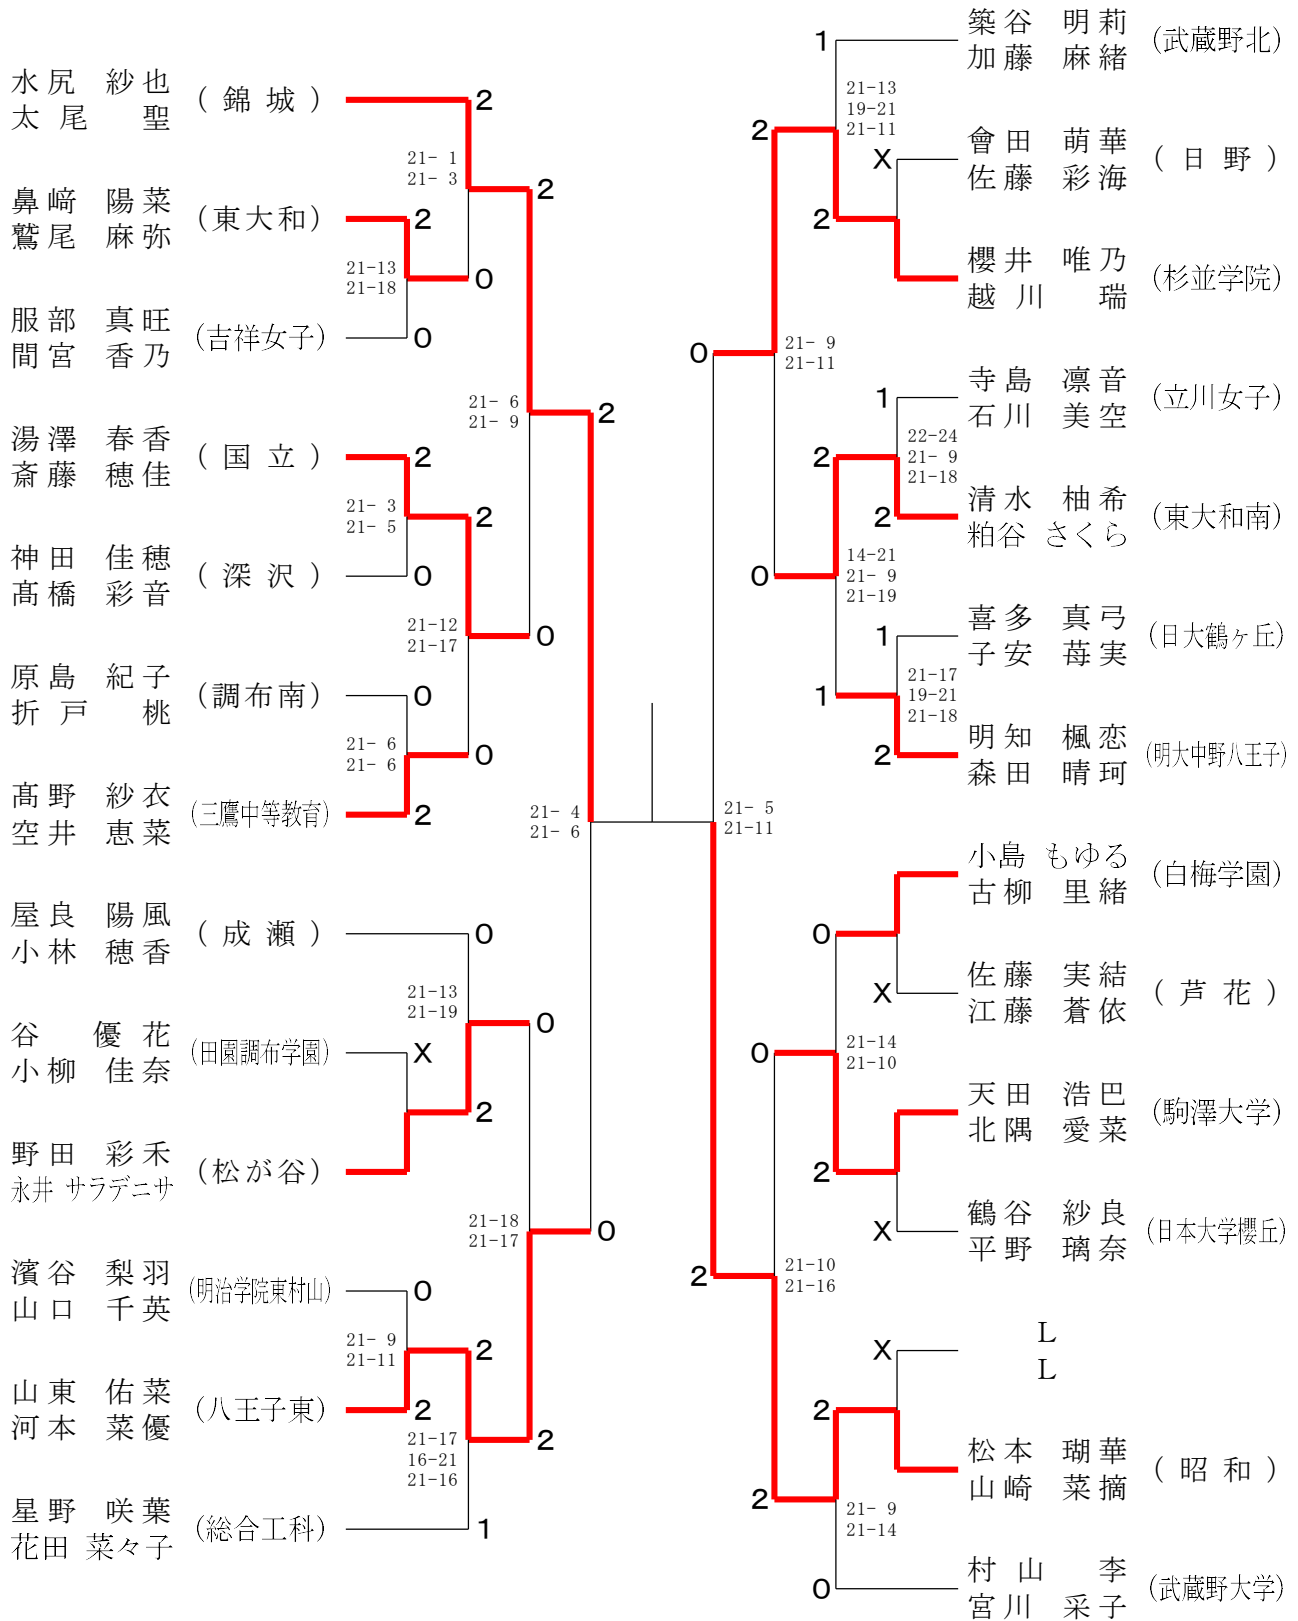 水尻 紗也
太尾 聖
(錦城)
2
21- 1
21- 3
2
鼻﨑 陽菜
鷲尾 麻弥
(東大和)
2
21-13
21-18
0
服部 真旺
間宮 香乃
(吉祥女子)
0
21- 6
21- 9
2
湯澤 春香
斎藤 穂佳
(国立)
2
21- 3
21- 5
2
神田 佳穂
髙橋 彩音
(深沢)
0
21-12
21-17
0
原島 紀子
折戸 桃
(調布南)
0
21- 6
21- 6
0
髙野 紗衣
空井 恵菜
(三鷹中等教育)
2
21- 4
21- 6
屋良 陽風
小林 穂香
(成瀬)
0
21-13
21-19
0
谷 優花
小柳 佳奈
(田園調布学園)
X
2
野田 彩禾
永井 サラデニサ
(松が谷)
21-18
21-17
0
濱谷 梨羽
山口 千英
(明治学院東村山)
0
21- 9
21-11
2
山東 佑菜
河本 菜優
(八王子東)
2
21-17
16-21
21-16
2
星野 咲葉
花田 菜々子
(総合工科)
1
1
築谷 明莉
加藤 麻緒
(武蔵野北)
21-13
19-21
21-11
2
X
會田 萌華
佐藤 彩海
(日野)
2
櫻井 唯乃
越川 瑞
(杉並学院)
0
21- 9
21-11
1
寺島 凛音
石川 美空
(立川女子)
2
22-24
21- 9
21-18
2
清水 柚希
粕谷 さくら
(東大和南)
0
14-21
21- 9
21-19
1
喜多 真弓
子安 苺実
(日大鶴ヶ丘)
1
21-17
19-21
21-18
2
明知 楓恋
森田 晴珂
(明大中野八王子)
21- 5
21-11
小島 もゆる
古柳 里緒
(白梅学園)
0
X
佐藤 実結
江藤 蒼依
(芦花)
0
21-14
21-10
天田 浩巴
北隅 愛菜
(駒澤大学)
2
X
鶴谷 紗良
平野 璃奈
(日本大学櫻丘)
2
21-10
21-16
X
L
L
2
松本 瑚華
山崎 菜摘
(昭和)
2
21- 9
21-14
0
村山 李
宮川 采子
(武蔵野大学)